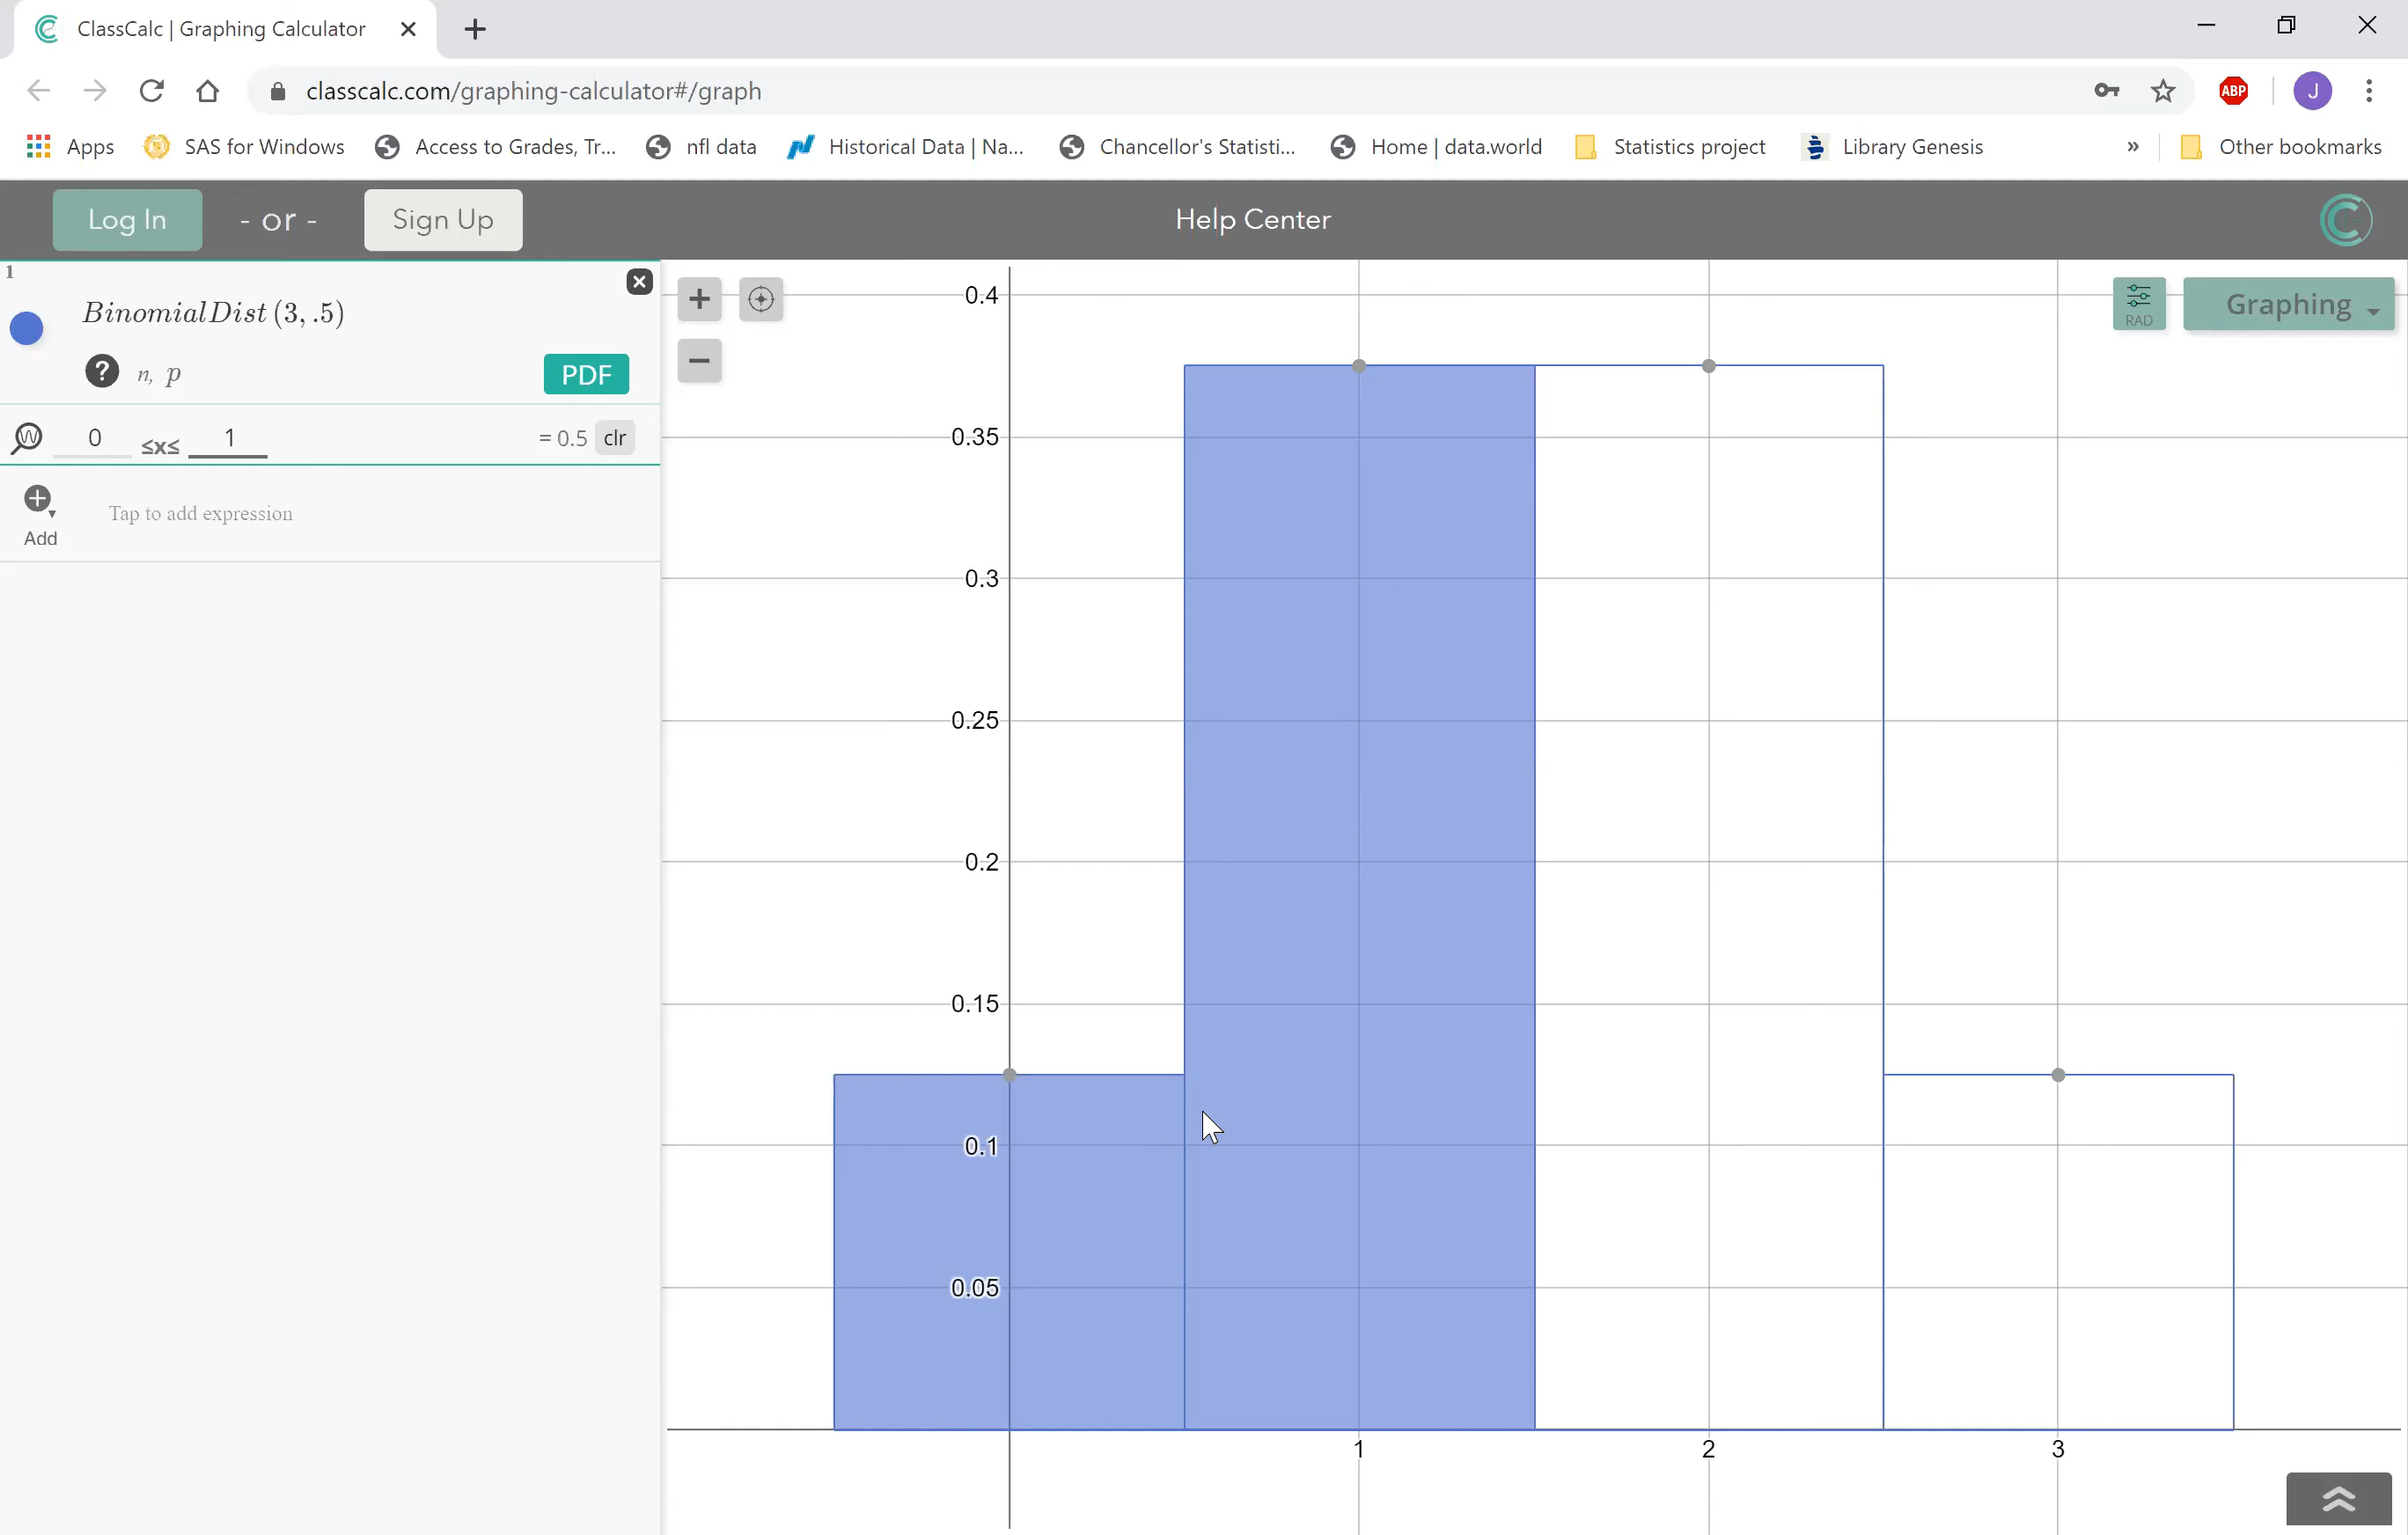 ClassCalc | Graphing Calculator
classcalc.com/graphing-calculator#/graph
ABP
J
Apps
SAS for Windows
Access to Grades, Tr...
nfl data
Historical Data | Na...
Chancellor's Statisti...
Home | data.world
Statistics project
Library Genesis
»
Other bookmarks
Log In
- or -
Sign Up
Help Center
1
BinomialDist (3, .5)
? n, p
PDF
0 ≤x≤ 1
= 0.5 clr
Add
Tap to add expression
RAD
Graphing
0.4
0.35
0.3
0.25
0.2
0.15
0.1
0.05
1 2 3